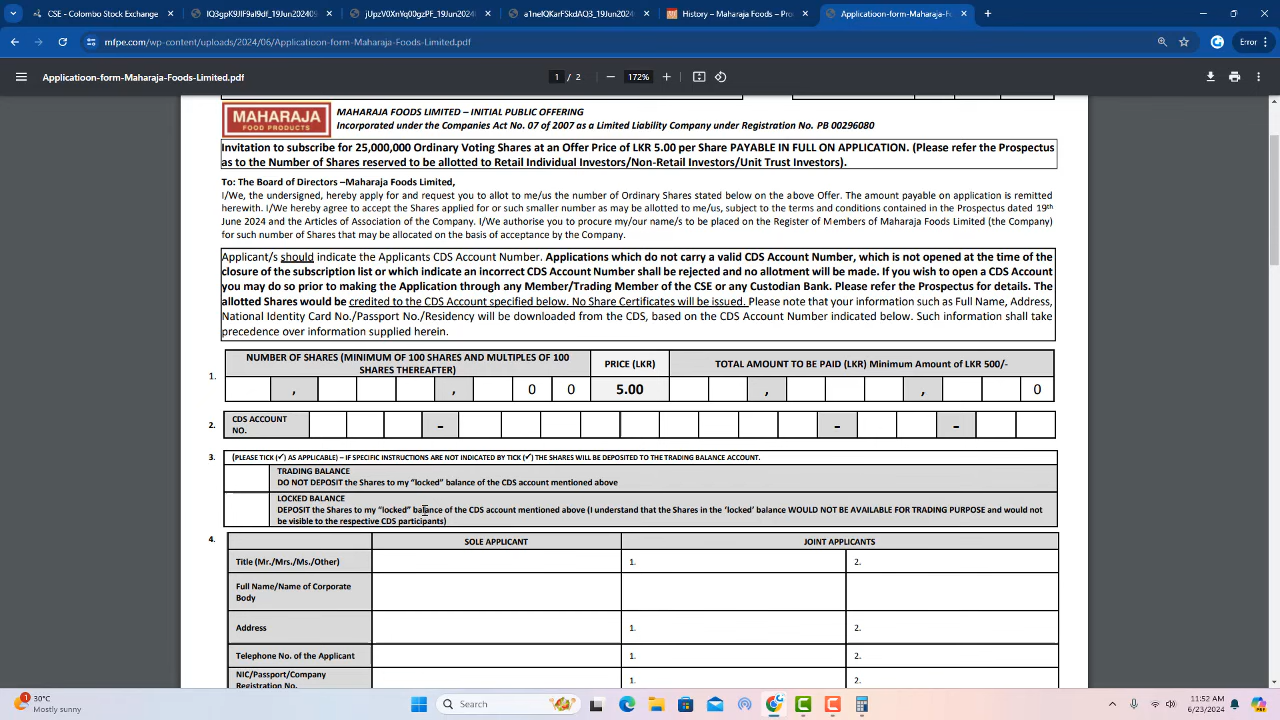 CSE - Colombo Stock Exchange
IQ3gpK9JlF9al9df_19Jun20240
jUpzV0XnYq00gzPF_19Jun2024
a1neIQKarFSkdAQ3_19Jun2024
History – Maharaja Foods – Pro
Applicatioon-form-Maharaja-Foo
mfpe.com/wp-content/uploads/2024/06/Applicatioon-form-Maharaja-Foods-Limited.pdf
Error
Applicatioon-form-Maharaja-Foods-Limited.pdf
1 / 2
172%
MAHARAJA
FOOD PRODUCTS
MAHARAJA FOODS LIMITED – INITIAL PUBLIC OFFERING
Incorporated under the Companies Act No. 07 of 2007 as a Limited Liability Company under Registration No. PB 00296080
Invitation to subscribe for 25,000,000 Ordinary Voting Shares at an Offer Price of LKR 5.00 per Share PAYABLE IN FULL ON APPLICATION. (Please refer the Prospectus
as to the Number of Shares reserved to be allotted to Retail Individual Investors/Non-Retail Investors/Unit Trust Investors).
To: The Board of Directors –Maharaja Foods Limited,
I/We, the undersigned, hereby apply for and request you to allot to me/us the number of Ordinary Shares stated below on the above Offer. The amount payable on application is remitted
herewith. I/We hereby agree to accept the Shares applied for or such smaller number as may be allotted to me/us, subject to the terms and conditions contained in the Prospectus dated 19th
June 2024 and the Articles of Association of the Company. I/We authorise you to procure my/our name/s to be placed on the Register of Members of Maharaja Foods Limited (the Company)
for such number of Shares that may be allocated on the basis of acceptance by the Company.
Applicant/s should indicate the Applicants CDS Account Number. Applications which do not carry a valid CDS Account Number, which is not opened at the time of the
closure of the subscription list or which indicate an incorrect CDS Account Number shall be rejected and no allotment will be made. If you wish to open a CDS Account
you may do so prior to making the Application through any Member/Trading Member of the CSE or any Custodian Bank. Please refer the Prospectus for details. The
allotted Shares would be credited to the CDS Account specified below. No Share Certificates will be issued. Please note that your information such as Full Name, Address,
National Identity Card No./Passport No./Residency will be downloaded from the CDS, based on the CDS Account Number indicated below. Such information shall take
precedence over information supplied herein.
1.
NUMBER OF SHARES (MINIMUM OF 100 SHARES AND MULTIPLES OF 100
SHARES THEREAFTER)
PRICE (LKR)
TOTAL AMOUNT TO BE PAID (LKR) Minimum Amount of LKR 500/-
, , 0 0 5.00 , , 0
2.
CDS ACCOUNT
NO.
– – –
3.
(PLEASE TICK (✓) AS APPLICABLE) – IF SPECIFIC INSTRUCTIONS ARE NOT INDICATED BY TICK (✓) THE SHARES WILL BE DEPOSITED TO THE TRADING BALANCE ACCOUNT.
TRADING BALANCE
DO NOT DEPOSIT the Shares to my “locked” balance of the CDS account mentioned above
LOCKED BALANCE
DEPOSIT the Shares to my “locked” balance of the CDS account mentioned above (I understand that the Shares in the ‘locked’ balance WOULD NOT BE AVAILABLE FOR TRADING PURPOSE and would not
be visible to the respective CDS participants)
4.
SOLE APPLICANT
JOINT APPLICANTS
Title (Mr./Mrs./Ms./Other)
1.
2.
Full Name/Name of Corporate
Body
Address
1.
2.
Telephone No. of the Applicant
1.
2.
NIC/Passport/Company
Registration No.
1.
2.
1
30°C
Mostly sunny
Search
11:52 AM
6/23/2024